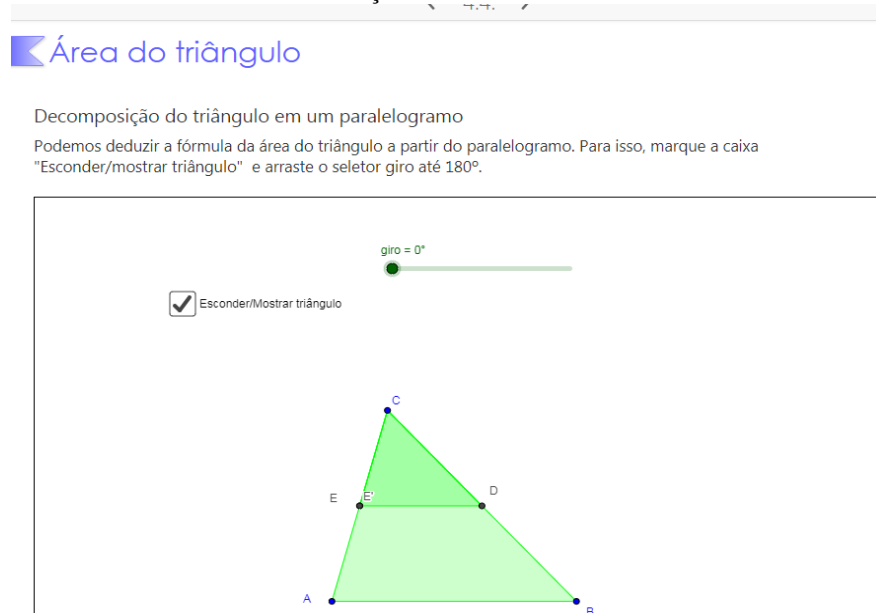 Área do triângulo
Decomposição do triângulo em um paralelogramo
Podemos deduzir a fórmula da área do triângulo a partir do paralelogramo. Para isso, marque a caixa
"Esconder/mostrar triângulo" e arraste o seletor giro até 180º.
giro = 0°
Esconder/Mostrar triângulo
C
E
E'
D
A
B